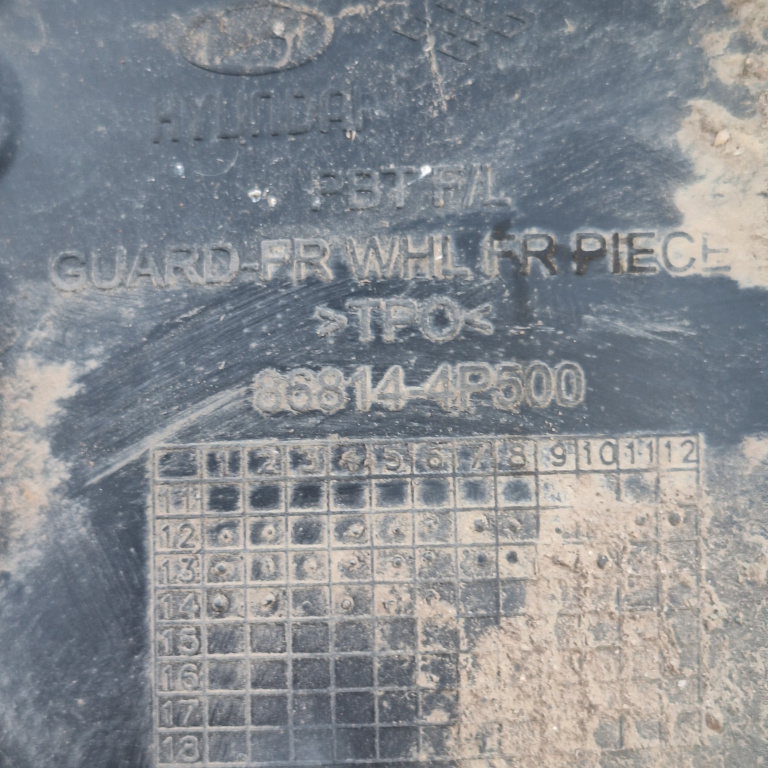 HYUNDAI
PBT F/L
GUARD-FR WHL FR PIECE
>TPO<
86814-4P500
1 2 3 4 5 6 7 8 9 10 11 12
11
12
13
14
15
16
17
18